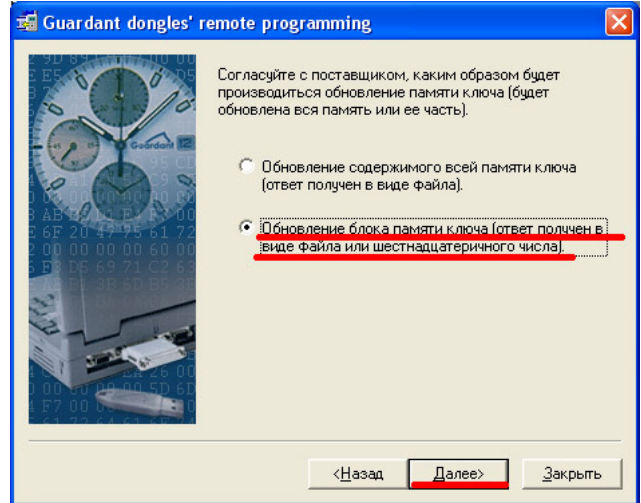 Guardant dongles' remote programming
Согласуйте с поставщиком, каким образом будет
производиться обновление памяти ключа (будет
обновлена вся память или ее часть).
Обновление содержимого всей памяти ключа
(ответ получен в виде файла).
Обновление блока памяти ключа (ответ получен в
виде файла или шестнадцатеричного числа).
Guardant 12
<Назад
Далее>
Закрыть